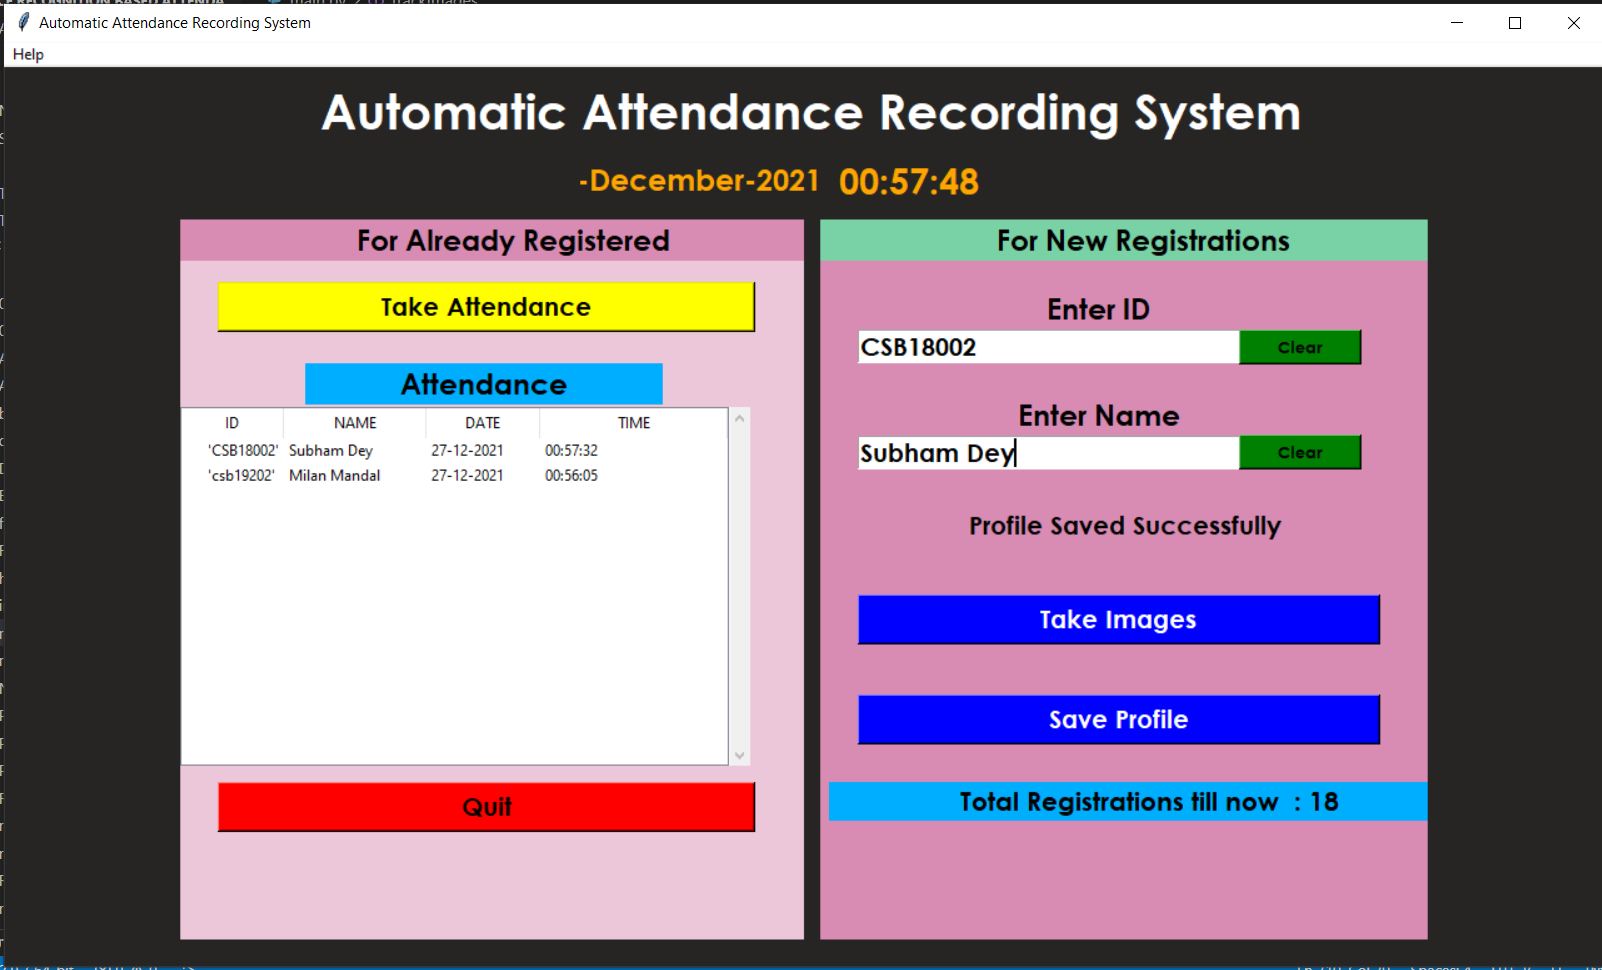 Automatic Attendance Recording System
Help
Automatic Attendance Recording System
-December-2021 00:57:48
For Already Registered
Take Attendance
Attendance
ID NAME DATE TIME
'CSB18002' Subham Dey 27-12-2021 00:57:32
'csb19202' Milan Mandal 27-12-2021 00:56:05
Quit
For New Registrations
Enter ID
CSB18002 Clear
Enter Name
Subham Dey Clear
Profile Saved Successfully
Take Images
Save Profile
Total Registrations till now : 18